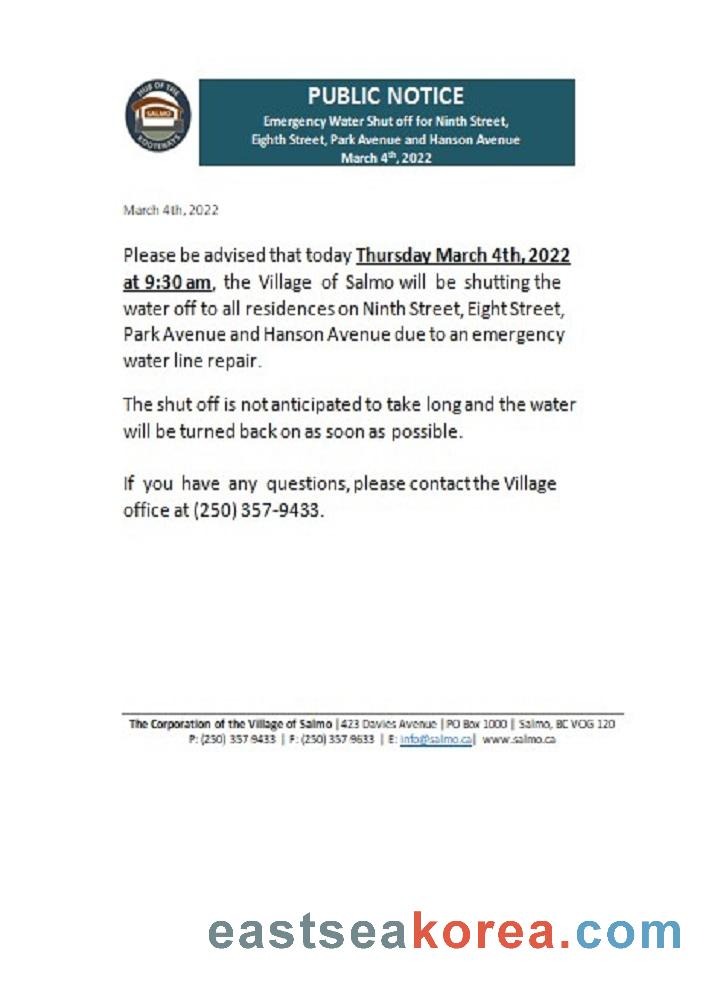 HUB OF THE
SALMO
KOOTENAYS
PUBLIC NOTICE
Emergency Water Shut off for Ninth Street,
Eighth Street, Park Avenue and Hanson Avenue
March 4th, 2022
March 4th, 2022
Please be advised that today Thursday March 4th, 2022
at 9:30 am, the Village of Salmo will be shutting the
water off to all residences on Ninth Street, Eight Street,
Park Avenue and Hanson Avenue due to an emergency
water line repair.
The shut off is not anticipated to take long and the water
will be turned back on as soon as possible.
If you have any questions, please contact the Village
office at (250) 357-9433.
The Corporation of the Village of Salmo | 423 Davies Avenue | PO Box 1000 | Salmo, BC V0G 1Z0
P: (250) 357 9433 | F: (250) 357 9633 | E: info@salmo.ca| www.salmo.ca
eastseakorea.com